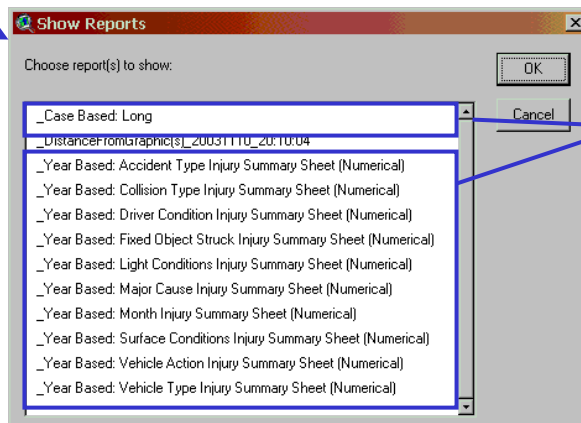 Show Reports
Choose report(s) to show:
OK
_Case Based: Long
Cancel
_DistanceFromGraphic(s)_20031110_20:10:04
_Year Based: Accident Type Injury Summary Sheet (Numerical)
_Year Based: Collision Type Injury Summary Sheet (Numerical)
_Year Based: Driver Condition Injury Summary Sheet (Numerical)
_Year Based: Fixed Object Struck Injury Summary Sheet (Numerical)
_Year Based: Light Conditions Injury Summary Sheet (Numerical)
_Year Based: Major Cause Injury Summary Sheet (Numerical)
_Year Based: Month Injury Summary Sheet (Numerical)
_Year Based: Surface Conditions Injury Summary Sheet (Numerical)
_Year Based: Vehicle Action Injury Summary Sheet (Numerical)
_Year Based: Vehicle Type Injury Summary Sheet (Numerical)